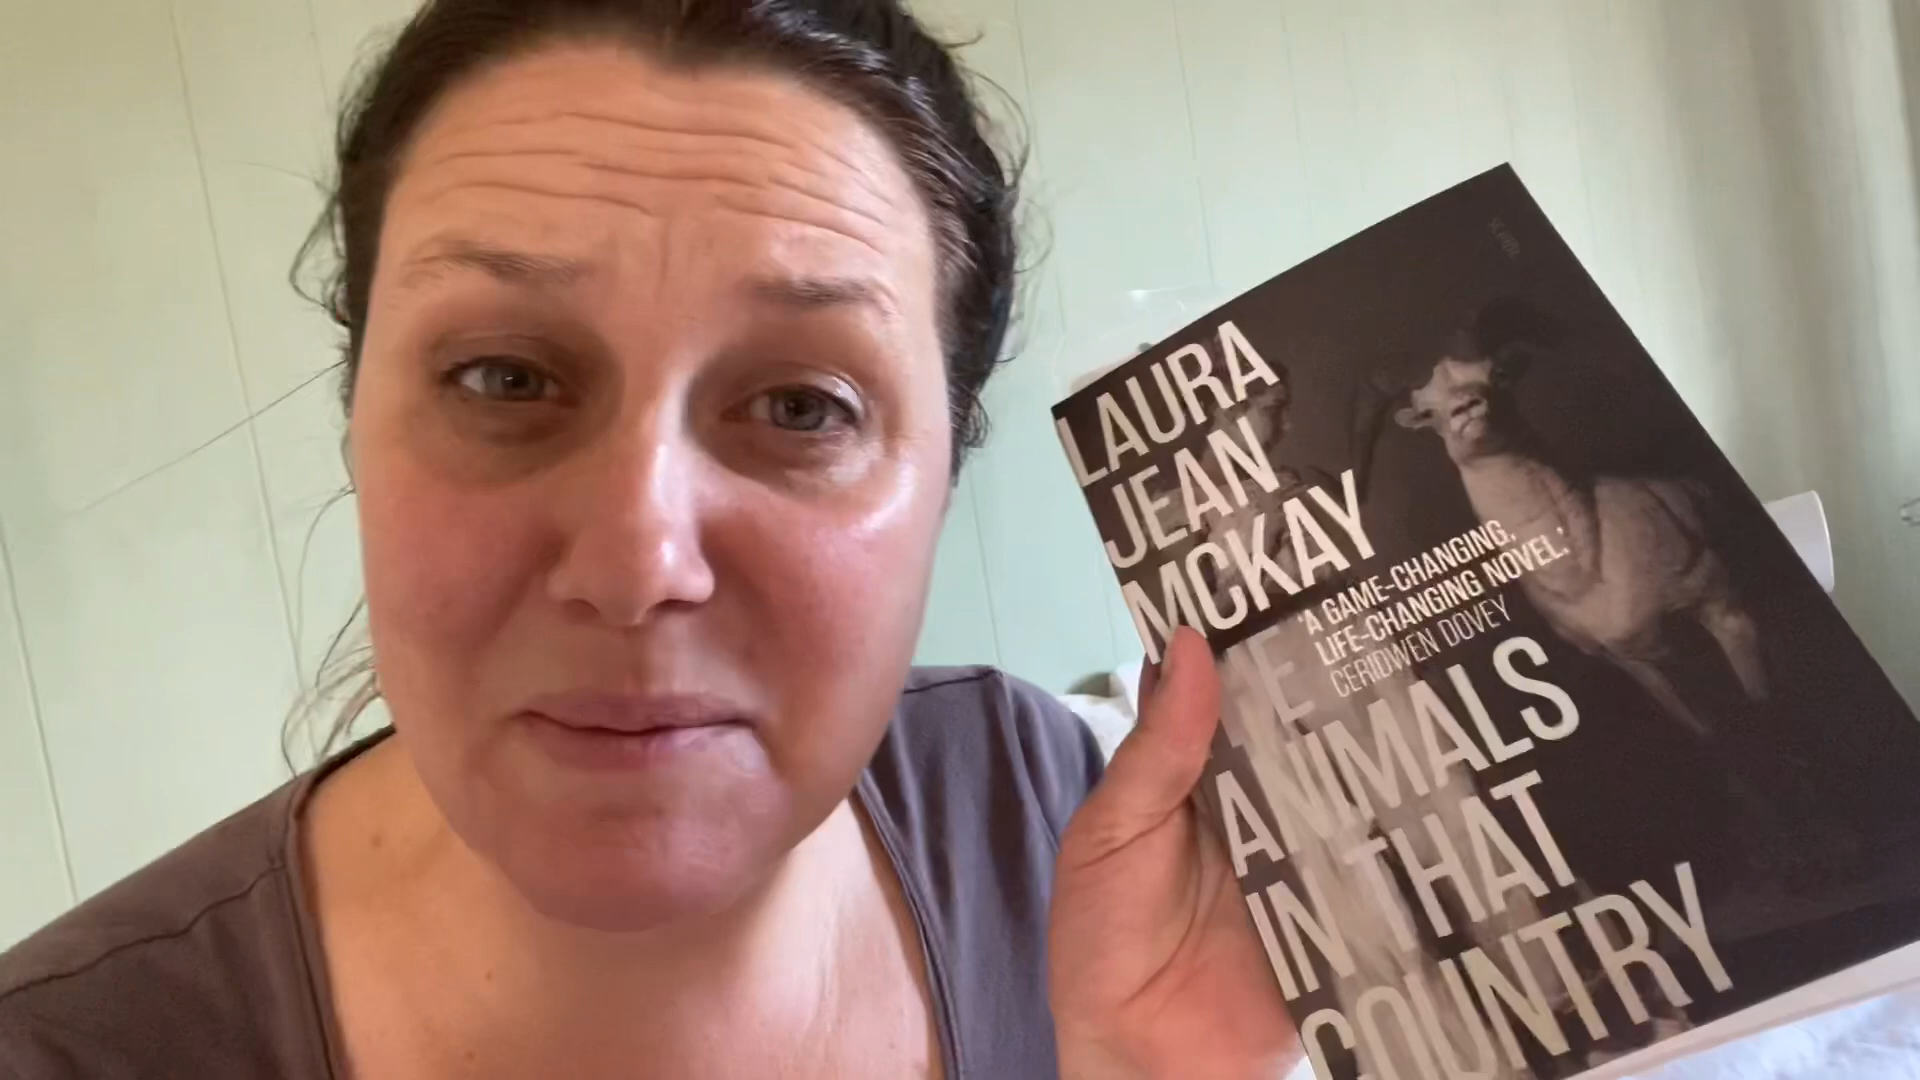 LAURA
JEAN
MCKAY
'A GAME-CHANGING,
LIFE-CHANGING NOVEL.'
CERIDWEN DOVEY
ANIMALS
IN THAT
COUNTRY